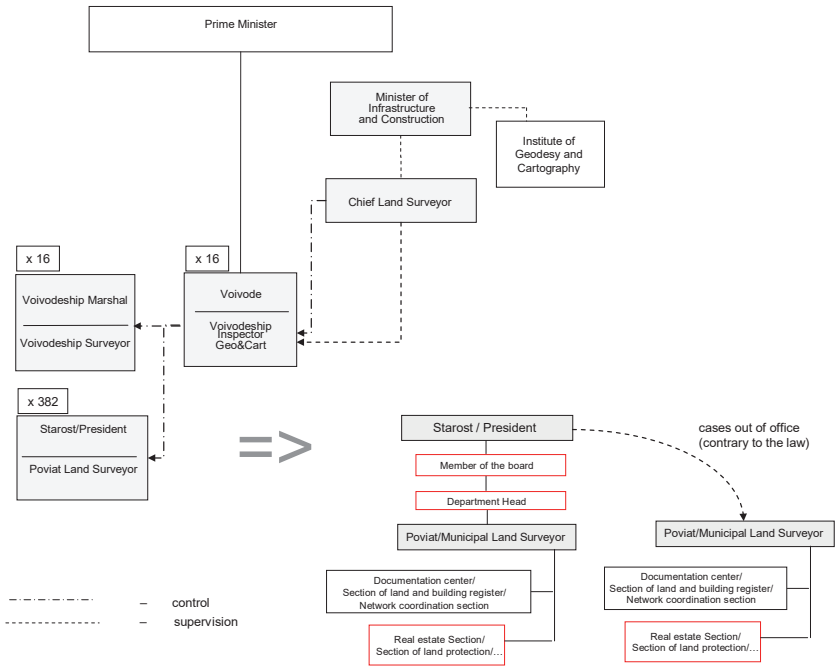 Prime Minister
Minister of
Infrastructure
and Construction
Institute of
Geodesy and
Cartography
Chief Land Surveyor
x 16
x 16
Voivodeship Marshal
Voivodeship Surveyor
Voivode
Voivodeship
Inspector
Geo&Cart
x 382
Starost/President
Poviat Land Surveyor
=>
Starost / President
cases out of office
(contrary to the law)
Member of the board
Department Head
Poviat/Municipal Land Surveyor
Poviat/Municipal Land Surveyor
Documentation center/
Section of land and building register/
Network coordination section
Documentation center/
Section of land and building register/
Network coordination section
Real estate Section/
Section of land protection/...
Real estate Section/
Section of land protection/...
– control
– supervision